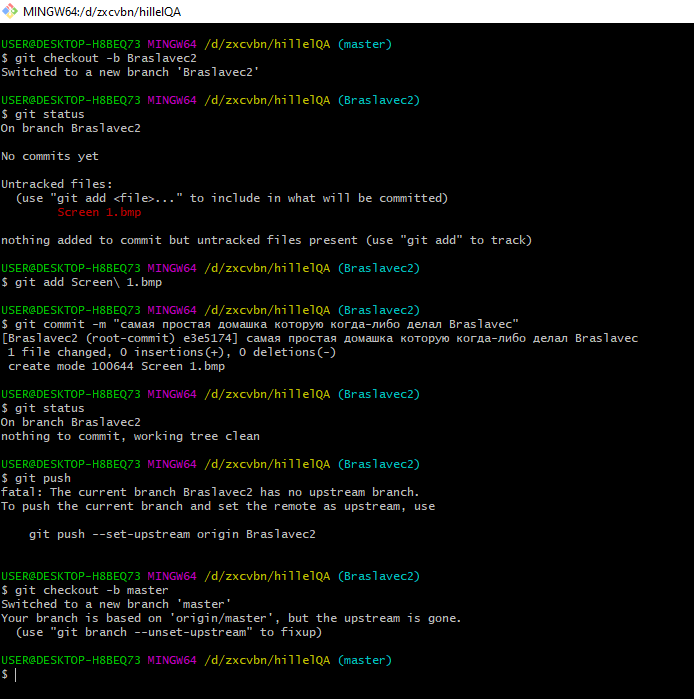 MINGW64:/d/zxcvbn/hillelQA
USER@DESKTOP-H8BEQ73 MINGW64 /d/zxcvbn/hillelQA (master)
$ git checkout -b Braslavec2
Switched to a new branch 'Braslavec2'
USER@DESKTOP-H8BEQ73 MINGW64 /d/zxcvbn/hillelQA (Braslavec2)
$ git status
On branch Braslavec2
No commits yet
Untracked files:
(use "git add <file>..." to include in what will be committed)
Screen 1.bmp
nothing added to commit but untracked files present (use "git add" to track)
USER@DESKTOP-H8BEQ73 MINGW64 /d/zxcvbn/hillelQA (Braslavec2)
$ git add Screen\ 1.bmp
USER@DESKTOP-H8BEQ73 MINGW64 /d/zxcvbn/hillelQA (Braslavec2)
$ git commit -m "самая простая домашка которую когда-либо делал Braslavec"
[Braslavec2 (root-commit) e3e5174] самая простая домашка которую когда-либо делал Braslavec
1 file changed, 0 insertions(+), 0 deletions(-)
create mode 100644 Screen 1.bmp
USER@DESKTOP-H8BEQ73 MINGW64 /d/zxcvbn/hillelQA (Braslavec2)
$ git status
On branch Braslavec2
nothing to commit, working tree clean
USER@DESKTOP-H8BEQ73 MINGW64 /d/zxcvbn/hillelQA (Braslavec2)
$ git push
fatal: The current branch Braslavec2 has no upstream branch.
To push the current branch and set the remote as upstream, use
git push --set-upstream origin Braslavec2
USER@DESKTOP-H8BEQ73 MINGW64 /d/zxcvbn/hillelQA (Braslavec2)
$ git checkout -b master
Switched to a new branch 'master'
Your branch is based on 'origin/master', but the upstream is gone.
(use "git branch --unset-upstream" to fixup)
USER@DESKTOP-H8BEQ73 MINGW64 /d/zxcvbn/hillelQA (master)
$